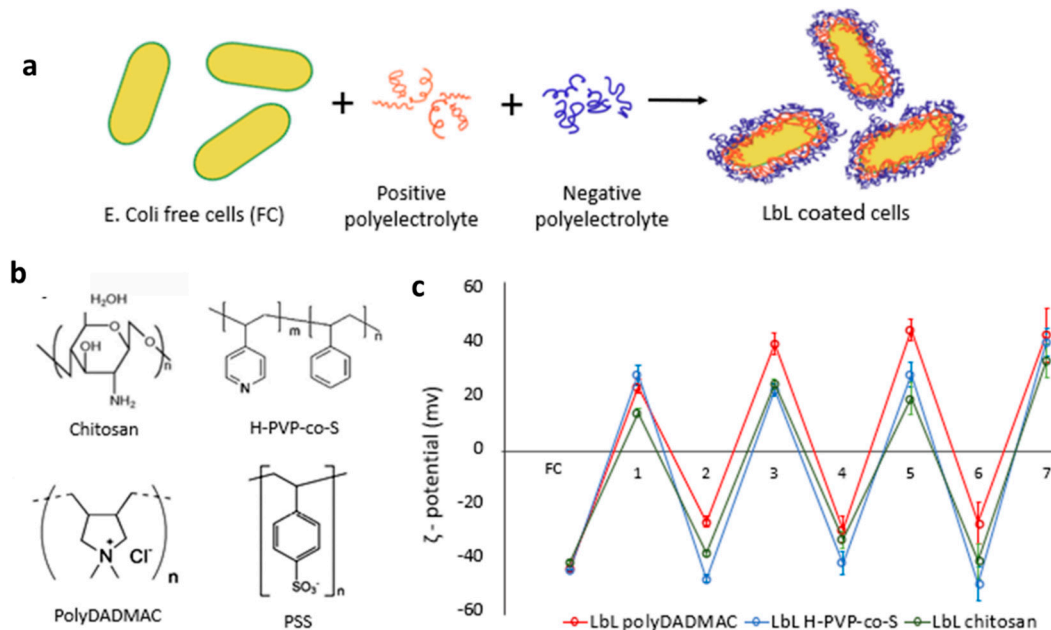 a
+
+
E. Coli free cells (FC)
Positive
polyelectrolyte
Negative
polyelectrolyte
LbL coated cells
b
H₂OH
O
OH
O
n
NH₂
Chitosan
m
n
N
H-PVP-co-S
N
+
Cl⁻
n
PolyDADMAC
n
SO₃⁻
PSS
c
ζ - potential (mv)
60
40
20
0
-20
-40
-60
FC
1
2
3
4
5
6
7
LbL polyDADMAC
LbL H-PVP-co-S
LbL chitosan